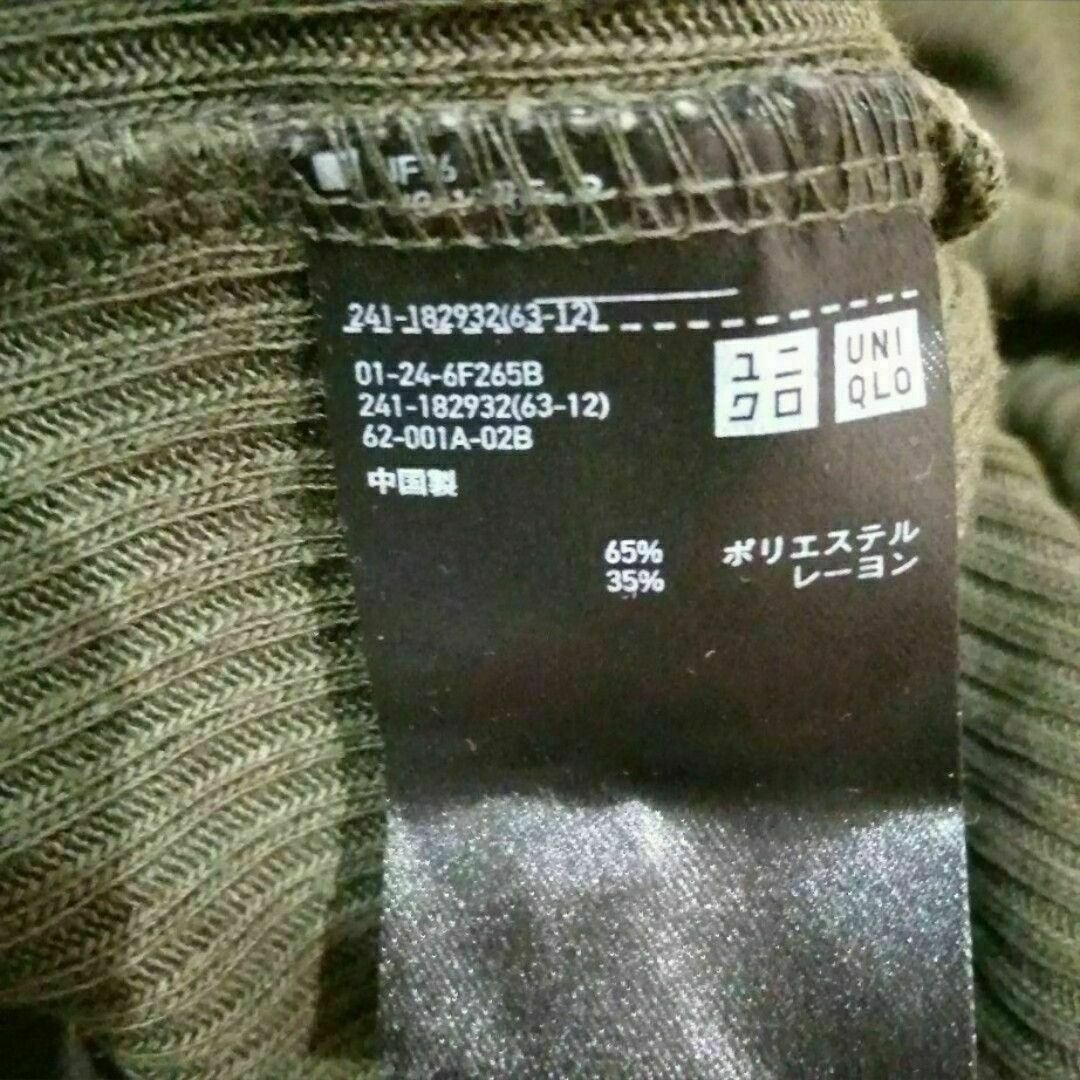 241-182932(63-12)
01-24-6F265B
241-182932(63-12)
62-001A-02B
中国製
ユニ
クロ
UNI
QLO
65% ポリエステル
35% レーヨン